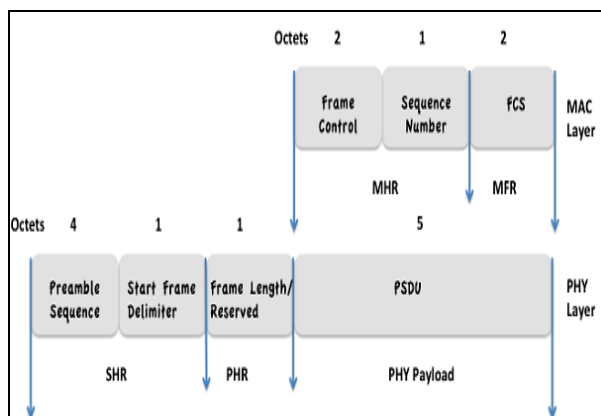 Octets 2 1 2
Frame Control
Sequence Number
FCS
MAC Layer
MHR MFR
Octets 4 1 1 5
Preamble Sequence
Start Frame Delimiter
Frame Length/ Reserved
PSDU
PHY Layer
SHR PHR PHY Payload